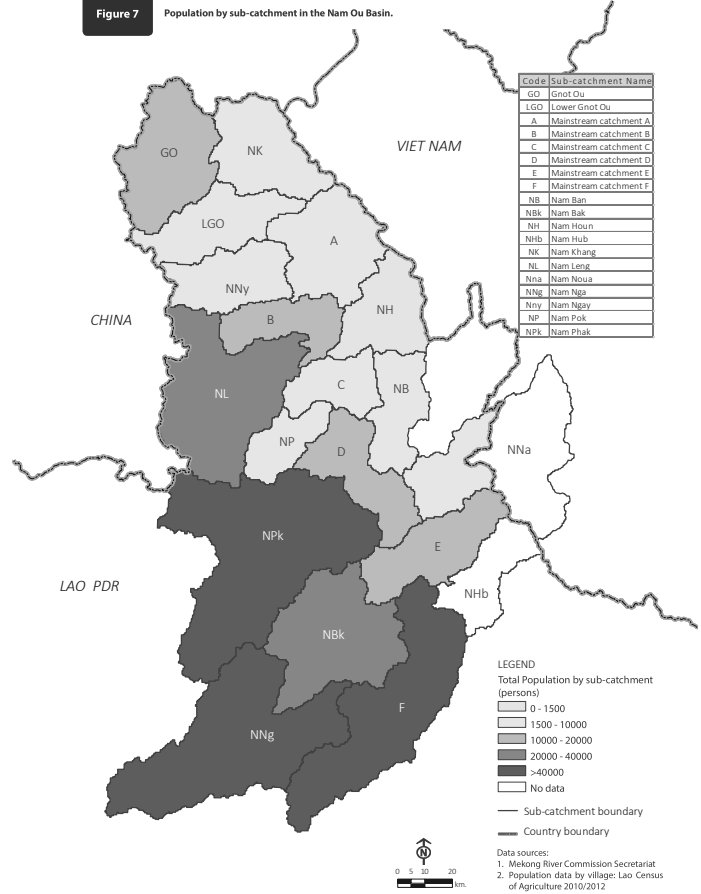 Figure 7
Population by sub-catchment in the Nam Ou Basin.
Code Sub-catchment Name
GO Gnot Ou
LGO Lower Gnot Ou
A Mainstream catchment A
B Mainstream catchment B
C Mainstream catchment C
D Mainstream catchment D
E Mainstream catchment E
F Mainstream catchment F
NB Nam Ban
NBk Nam Bak
NH Nam Houn
NHb Nam Hub
NK Nam Khang
NL Nam Leng
Nna Nam Noua
NNg Nam Nga
Nny Nam Ngay
NP Nam Pok
NPk Nam Phak
VIET NAM
GO
NK
LGO
A
NNy
CHINA
B
NH
NL
C
NB
NP
D
NNa
NPk
E
LAO PDR
NHb
NBk
F
NNg
LEGEND
Total Population by sub-catchment
(persons)
0 - 1500
1500 - 10000
10000 - 20000
20000 - 40000
>40000
No data
Sub-catchment boundary
Country boundary
N
0 5 10 20
km.
Data sources:
1. Mekong River Commission Secretariat
2. Population data by village: Lao Census
of Agriculture 2010/2012